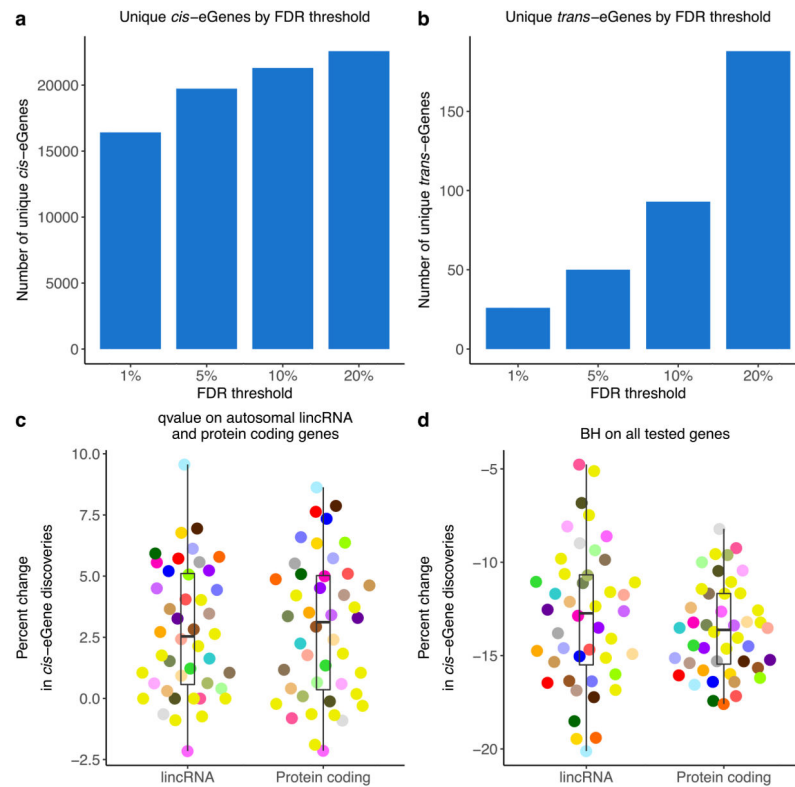 a
Unique cis−eGenes by FDR threshold
Number of unique cis−eGenes
20000
15000
10000
5000
0
1%
5%
10%
20%
FDR threshold
b
Unique trans−eGenes by FDR threshold
Number of unique trans−eGenes
150
100
50
0
1%
5%
10%
20%
FDR threshold
c
qvalue on autosomal lincRNA
and protein coding genes
Percent change
in cis−eGene discoveries
10.0
7.5
5.0
2.5
0.0
−2.5
lincRNA
Protein coding
d
BH on all tested genes
Percent change
in cis−eGene discoveries
−5
−10
−15
−20
lincRNA
Protein coding